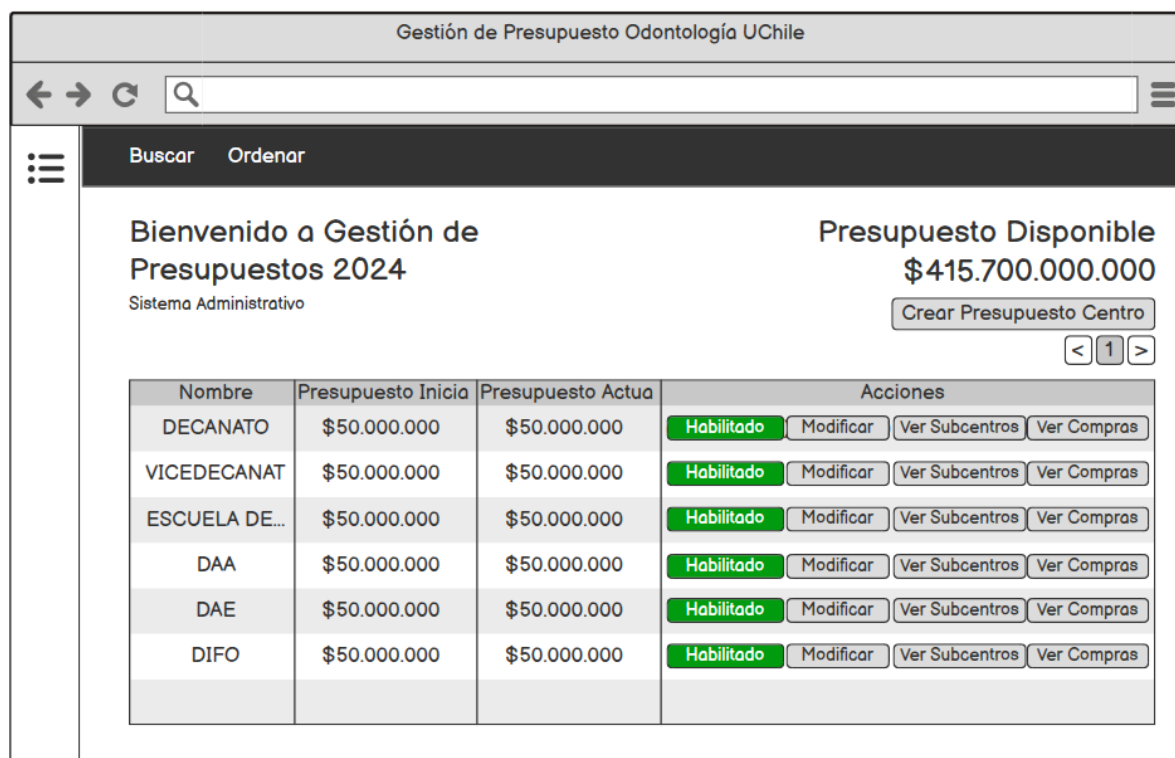 Gestión de Presupuesto Odontología UChile
Buscar Ordenar
Bienvenido a Gestión de
Presupuestos 2024
Sistema Administrativo
Presupuesto Disponible
$415.700.000.000
Crear Presupuesto Centro
< 1 >
Nombre Presupuesto Inicia Presupuesto Actua Acciones
DECANATO $50.000.000 $50.000.000 Habilitado Modificar Ver Subcentros Ver Compras
VICEDECANAT $50.000.000 $50.000.000 Habilitado Modificar Ver Subcentros Ver Compras
ESCUELA DE... $50.000.000 $50.000.000 Habilitado Modificar Ver Subcentros Ver Compras
DAA $50.000.000 $50.000.000 Habilitado Modificar Ver Subcentros Ver Compras
DAE $50.000.000 $50.000.000 Habilitado Modificar Ver Subcentros Ver Compras
DIFO $50.000.000 $50.000.000 Habilitado Modificar Ver Subcentros Ver Compras